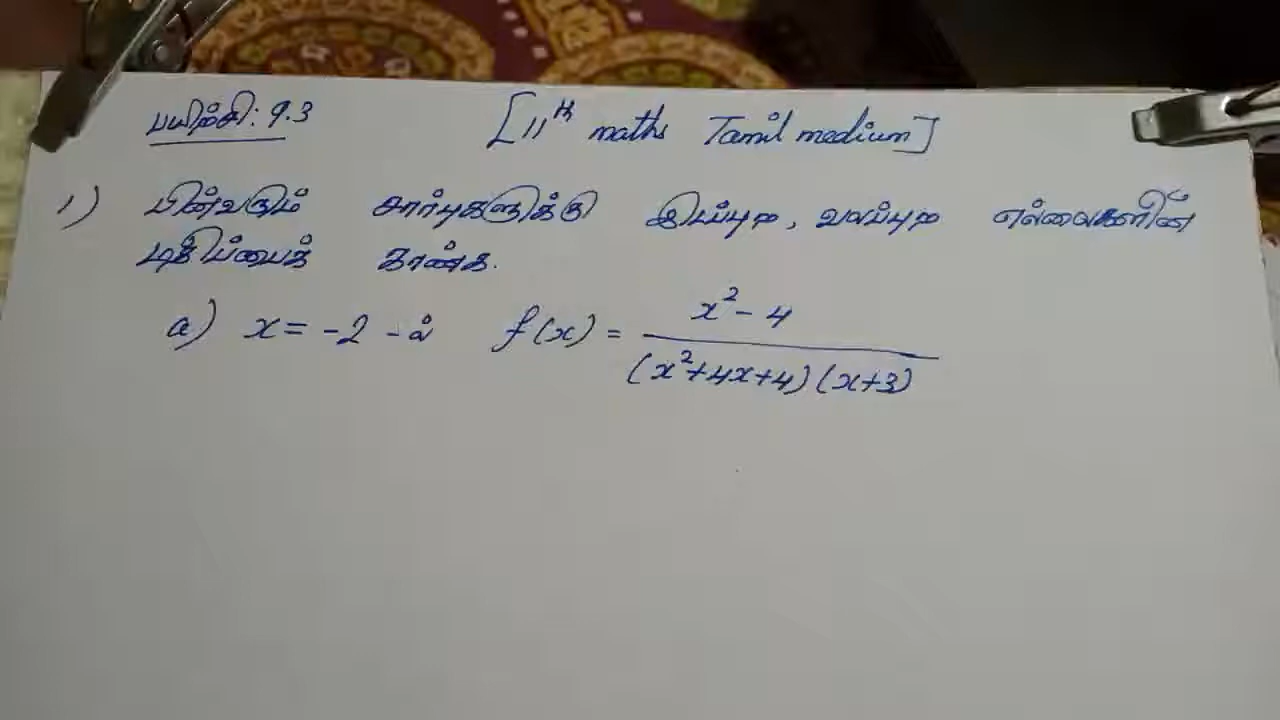 பயிற்சி: 9.3 [11th maths Tamil medium]
1) பின்வரும் சார்புகளுக்கு இடப்புற, வலப்புற எல்லைகளின்
மதிப்பைக் காண்க.
a) x = -2 -ல் f(x) = x² - 4 / (x²+4x+4)(x+3)